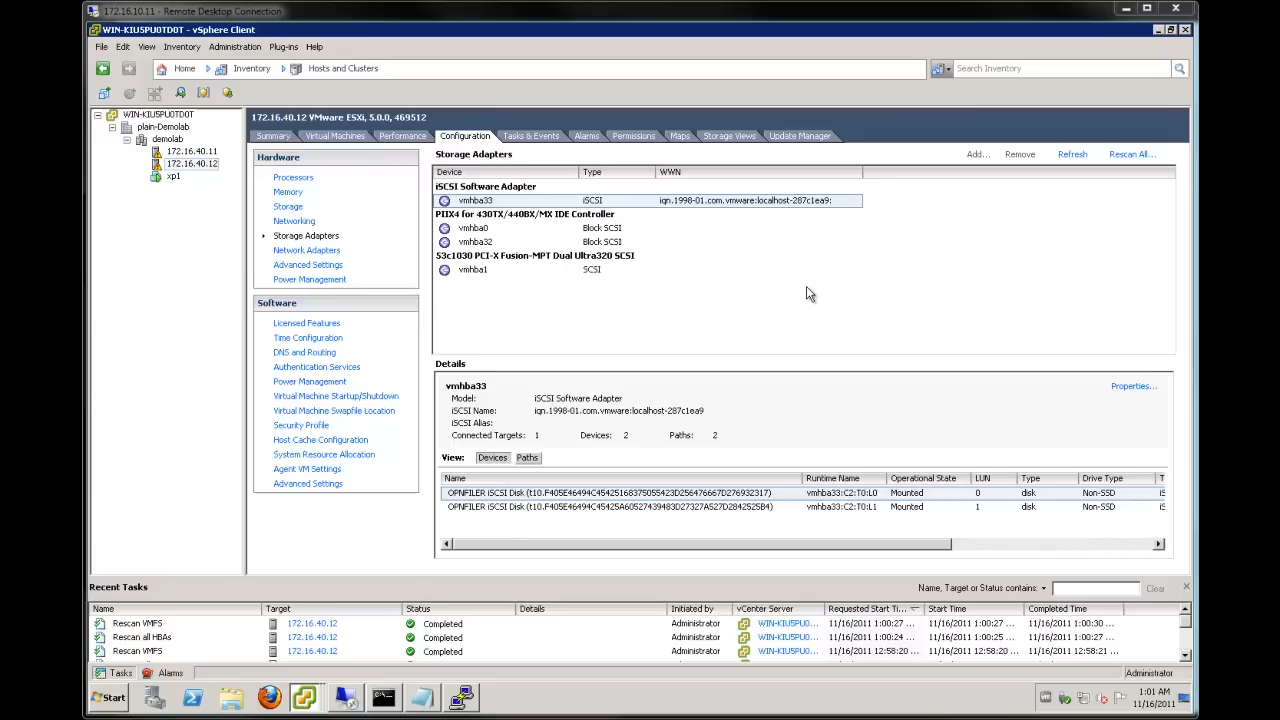 172.16.10.11 - Remote Desktop Connection
WIN-KIU5PU0TD0T - vSphere Client
File Edit View Inventory Administration Plug-ins Help
Home Inventory Hosts and Clusters Search Inventory
WIN-KIU5PU0TD0T
plain-Demolab
demolab
172.16.40.11
172.16.40.12
xp1
172.16.40.12 VMware ESXi, 5.0.0, 469512
Summary Virtual Machines Performance Configuration Tasks & Events Alarms Permissions Maps Storage Views Update Manager
Hardware
Processors
Memory
Storage
Networking
Storage Adapters
Network Adapters
Advanced Settings
Power Management
Software
Licensed Features
Time Configuration
DNS and Routing
Authentication Services
Power Management
Virtual Machine Startup/Shutdown
Virtual Machine Swapfile Location
Security Profile
Host Cache Configuration
System Resource Allocation
Agent VM Settings
Advanced Settings
Storage Adapters Add... Remove Refresh Rescan All...
Device Type WWN
iSCSI Software Adapter
vmhba33 iSCSI iqn.1998-01.com.vmware:localhost-287c1ea9:
PIIX4 for 430TX/440BX/MX IDE Controller
vmhba0 Block SCSI
vmhba32 Block SCSI
53c1030 PCI-X Fusion-MPT Dual Ultra320 SCSI
vmhba1 SCSI
Details
vmhba33 Properties...
Model: iSCSI Software Adapter
iSCSI Name: iqn.1998-01.com.vmware:localhost-287c1ea9
iSCSI Alias:
Connected Targets: 1 Devices: 2 Paths: 2
View: Devices Paths
Name Runtime Name Operational State LUN Type Drive Type T
OPNFILER iSCSI Disk (t10.F405E46494C45425168375055423D256476667D276932317) vmhba33:C2:T0:L0 Mounted 0 disk Non-SSD
OPNFILER iSCSI Disk (t10.F405E46494C45425A60527439483D27327A527D2842525B4) vmhba33:C2:T0:L1 Mounted 1 disk Non-SSD
Recent Tasks Name, Target or Status contains: Clear
Name Target Status Details Initiated by vCenter Server Requested Start Ti... Start Time Completed Time
Rescan VMFS 172.16.40.12 Completed Administrator WIN-KIU5PU0... 11/16/2011 1:00:27 ... 11/16/2011 1:00:27 ... 11/16/2011 1:00:30 ...
Rescan all HBAs 172.16.40.12 Completed Administrator WIN-KIU5PU0... 11/16/2011 1:00:24 ... 11/16/2011 1:00:25 ... 11/16/2011 1:00:27 ...
Rescan VMFS 172.16.40.12 Completed Administrator WIN-KIU5PU0... 11/16/2011 12:58:20 ... 11/16/2011 12:58:20 ... 11/16/2011 12:58:21 ...
Tasks Alarms Administrator
Start 1:01 AM
11/16/2011